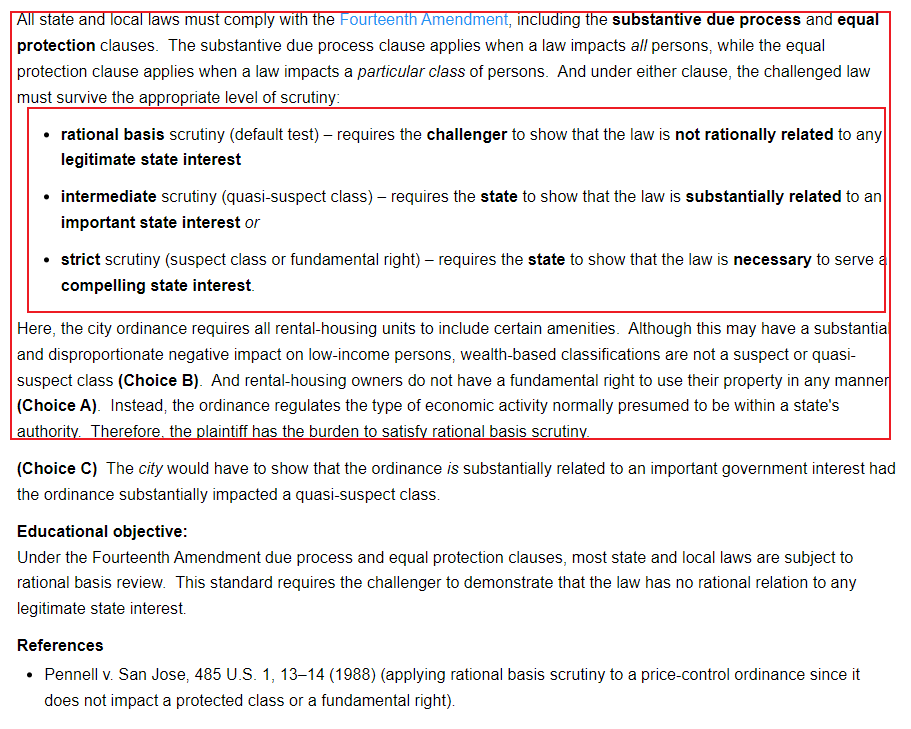 All state and local laws must comply with the Fourteenth Amendment, including the substantive due process and equal
protection clauses.  The substantive due process clause applies when a law impacts all persons, while the equal
protection clause applies when a law impacts a particular class of persons.  And under either clause, the challenged law
must survive the appropriate level of scrutiny:
• rational basis scrutiny (default test) – requires the challenger to show that the law is not rationally related to any
legitimate state interest
• intermediate scrutiny (quasi-suspect class) – requires the state to show that the law is substantially related to an
important state interest or
• strict scrutiny (suspect class or fundamental right) – requires the state to show that the law is necessary to serve a
compelling state interest.
Here, the city ordinance requires all rental-housing units to include certain amenities.  Although this may have a substantial
and disproportionate negative impact on low-income persons, wealth-based classifications are not a suspect or quasi-
suspect class (Choice B).  And rental-housing owners do not have a fundamental right to use their property in any manner
(Choice A).  Instead, the ordinance regulates the type of economic activity normally presumed to be within a state's
authority.  Therefore, the plaintiff has the burden to satisfy rational basis scrutiny.
(Choice C)  The city would have to show that the ordinance is substantially related to an important government interest had
the ordinance substantially impacted a quasi-suspect class.
Educational objective:
Under the Fourteenth Amendment due process and equal protection clauses, most state and local laws are subject to
rational basis review.  This standard requires the challenger to demonstrate that the law has no rational relation to any
legitimate state interest.
References
• Pennell v. San Jose, 485 U.S. 1, 13–14 (1988) (applying rational basis scrutiny to a price-control ordinance since it
does not impact a protected class or a fundamental right).